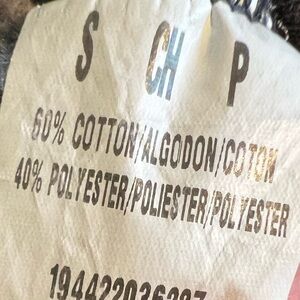 S CH P
60% COTTON/ALGODON/COTON
40% POLYESTER/POLIESTER/POLYESTER